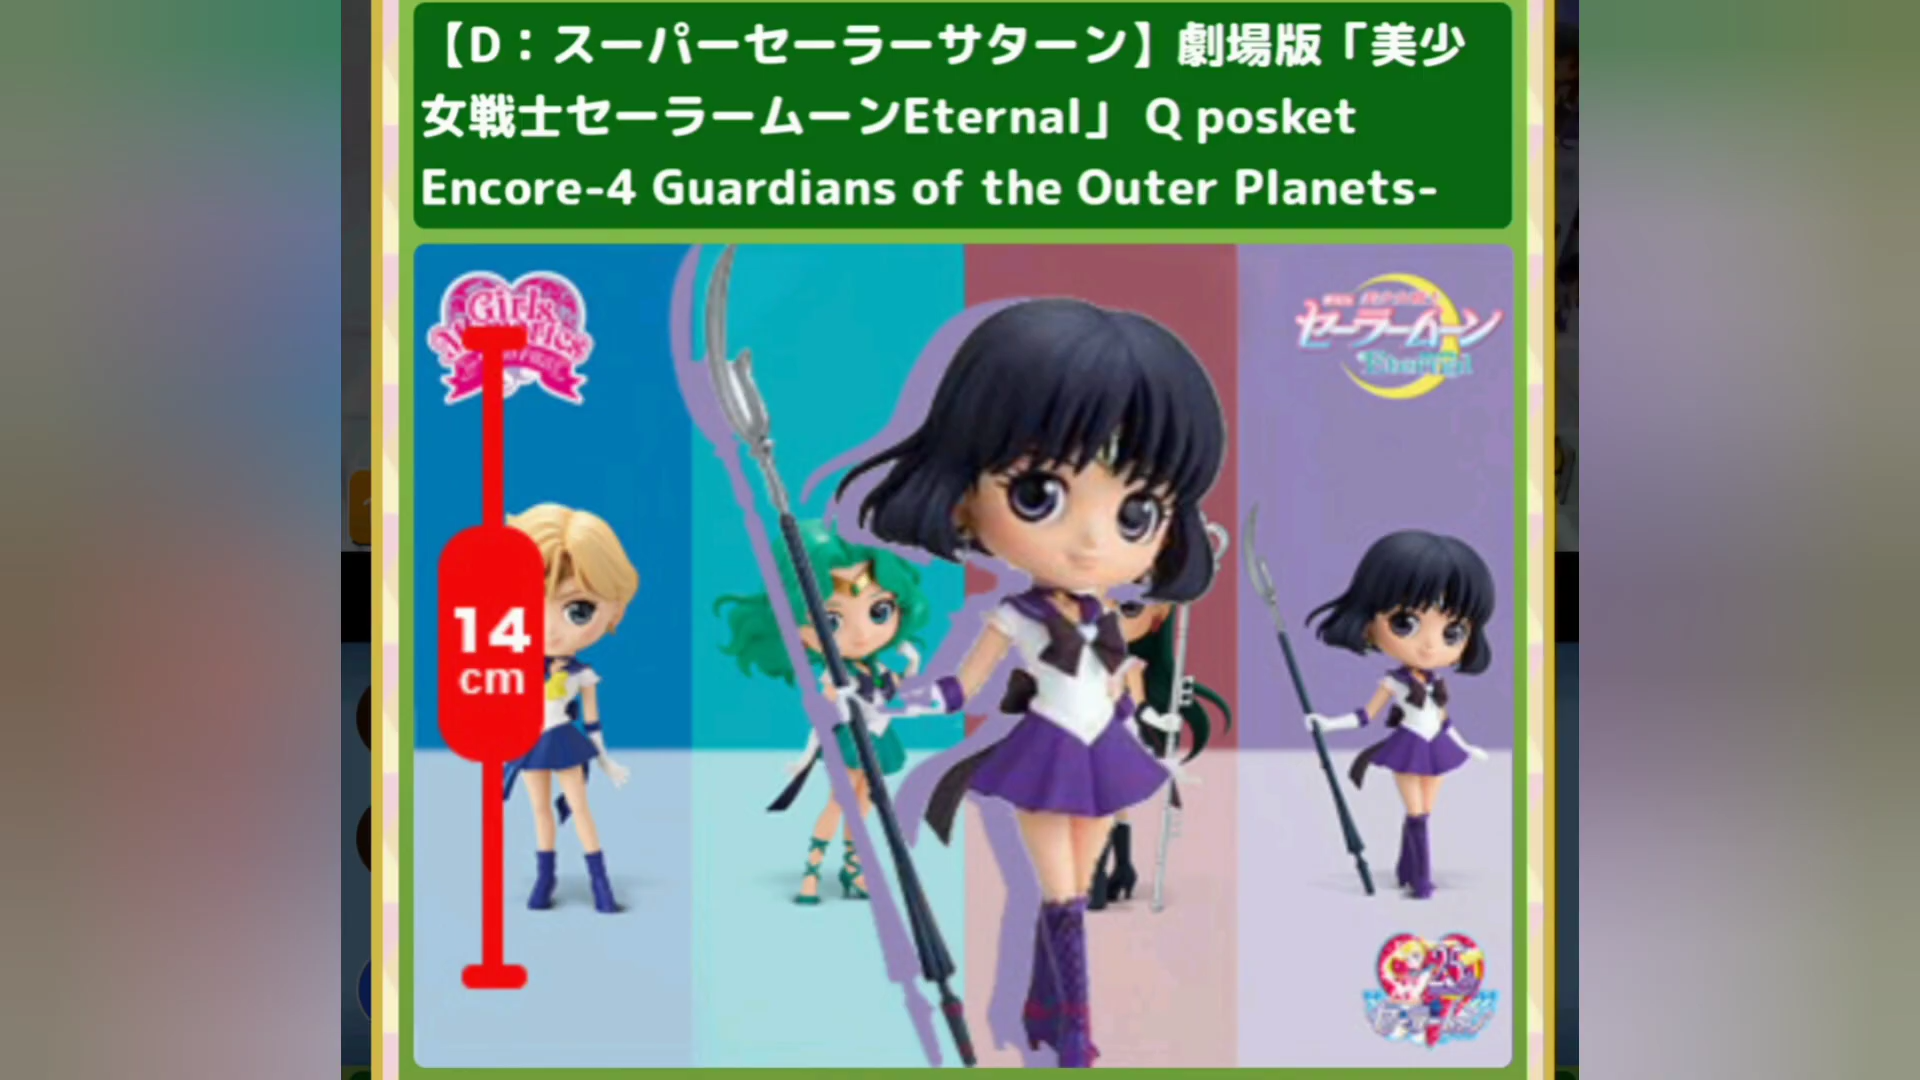 【D：スーパーセーラーサターン】劇場版「美少
女戦士セーラームーンEternal」 Q posket
Encore-4 Guardians of the Outer Planets-
Girls
セーラームーン
Eternal
14
cm